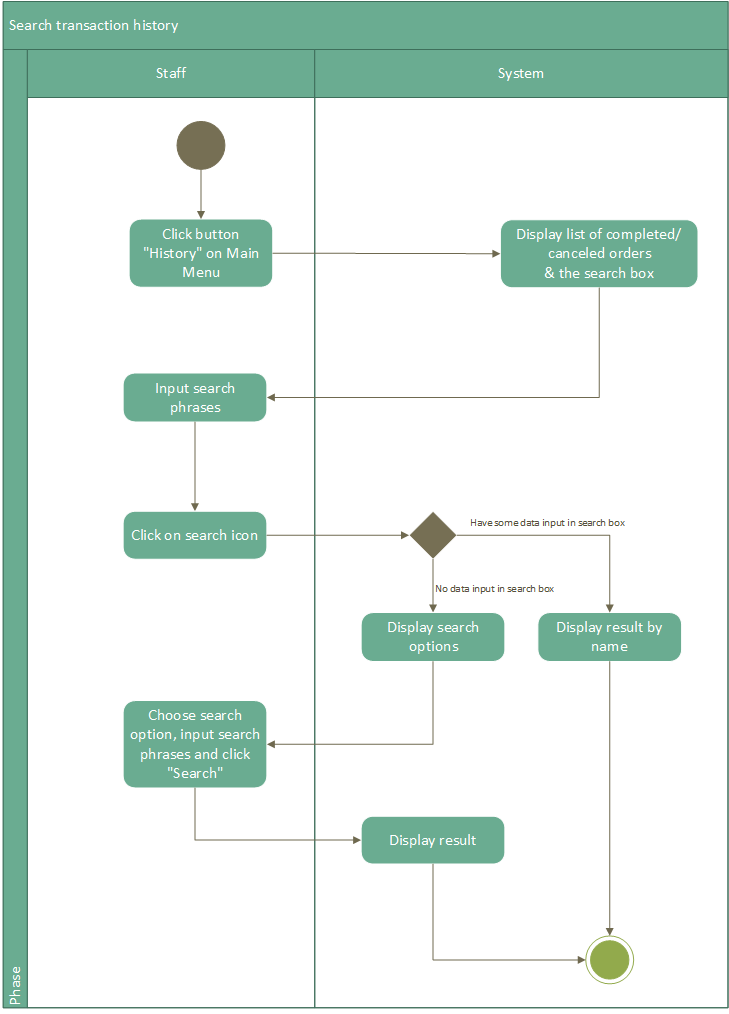 Search transaction history
Staff
System
Click button
"History" on Main
Menu
Display list of completed/
canceled orders
& the search box
Input search
phrases
Click on search icon
Have some data input in search box
No data input in search box
Display search
options
Display result by
name
Choose search
option, input search
phrases and click
"Search"
Display result
Phase